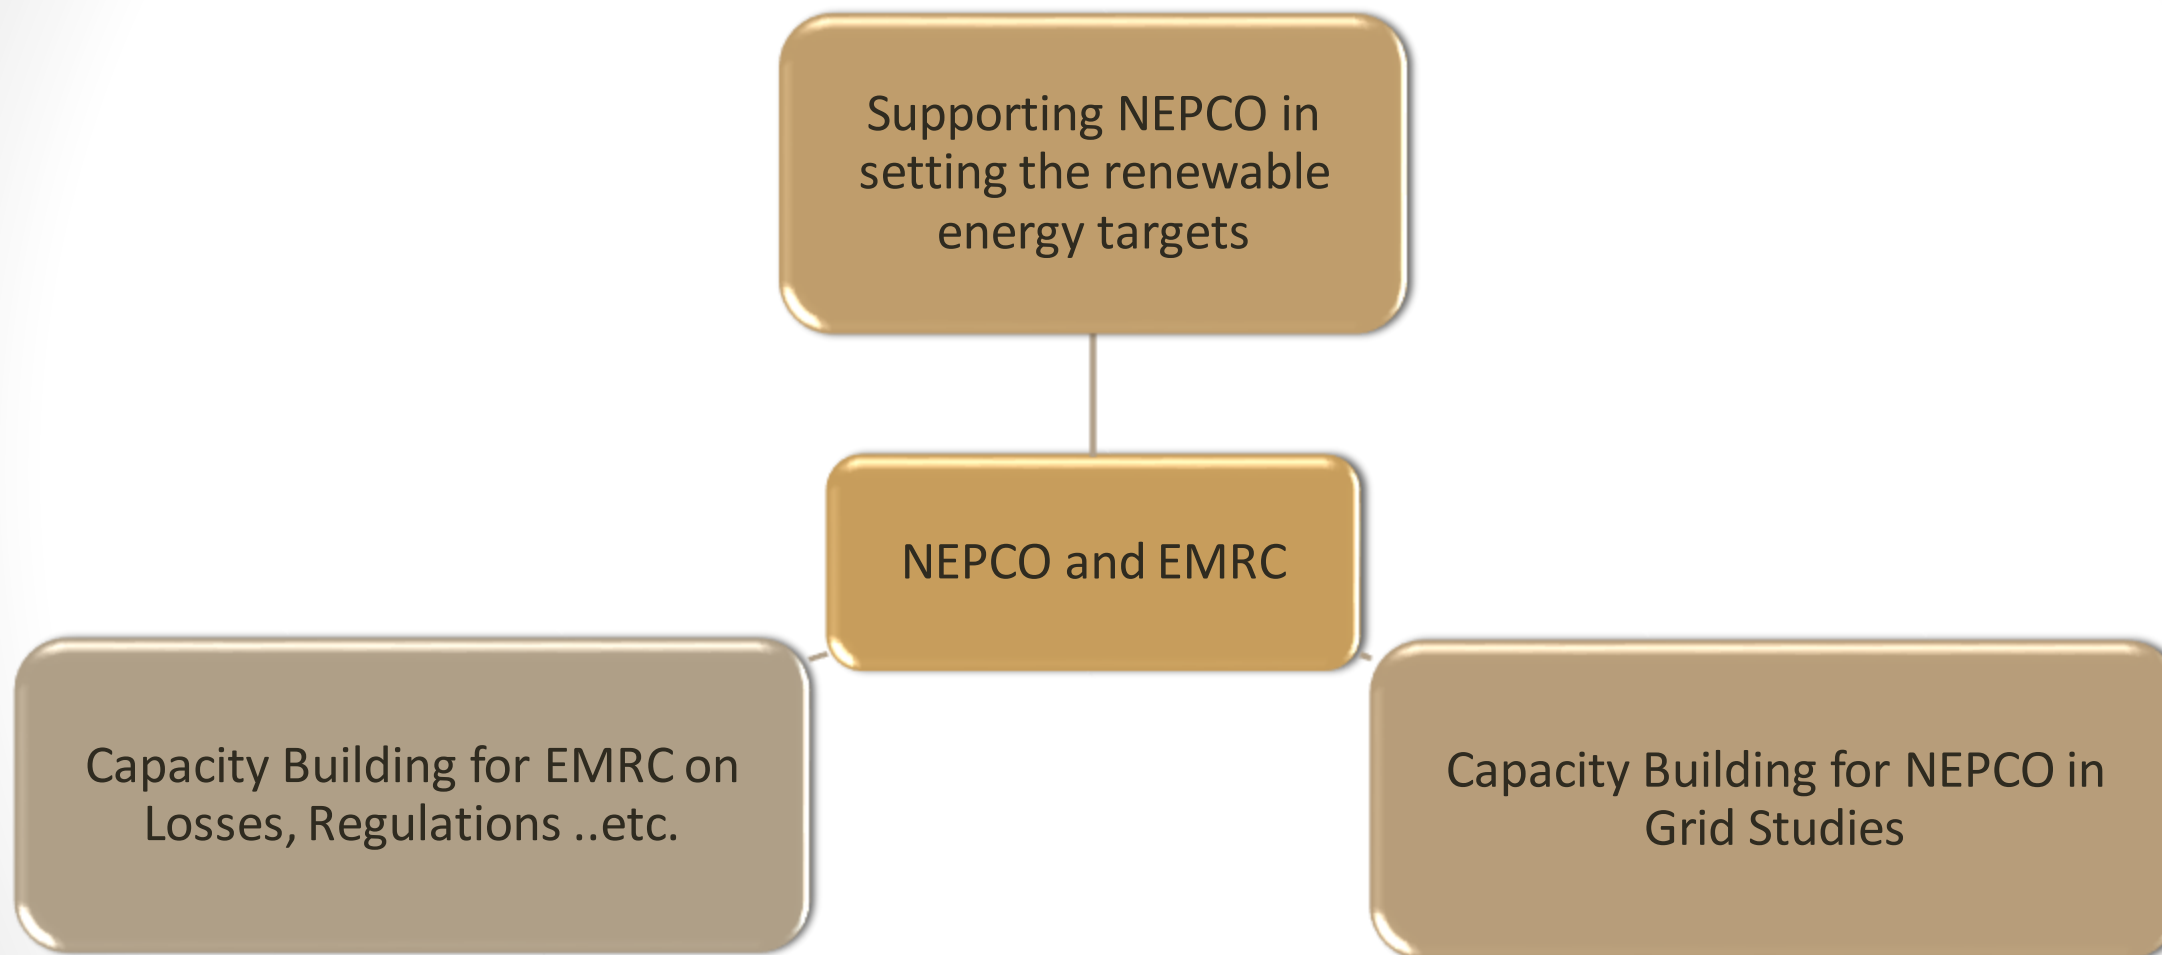 Supporting NEPCO in
setting the renewable
energy targets
NEPCO and EMRC
Capacity Building for EMRC on
Losses, Regulations ..etc.
Capacity Building for NEPCO in
Grid Studies